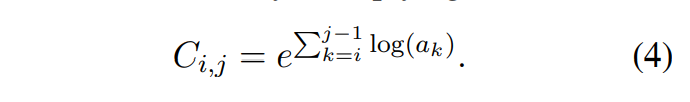 C_{i,j} = e^{\sum_{k=i}^{j-1} \log(a_k)}. (4)